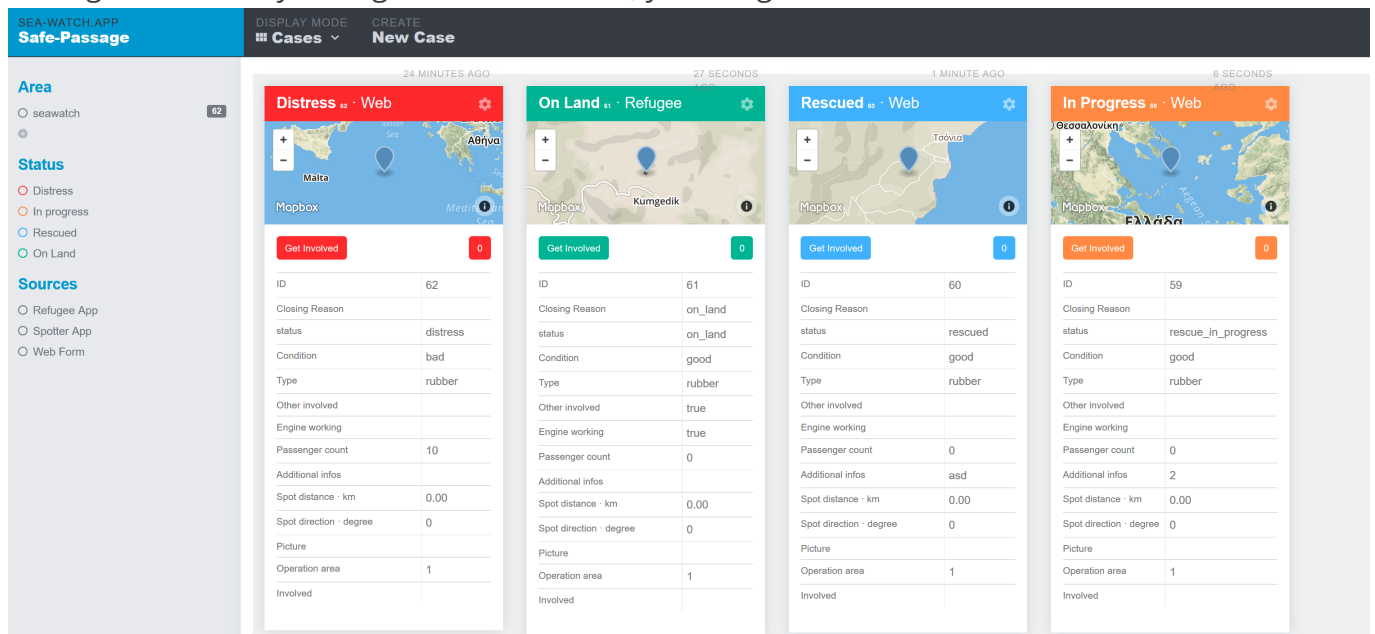 SEA-WATCH.APP
Safe-Passage
DISPLAY MODE
Cases
CREATE
New Case
Area
seawatch
62
Status
Distress
In progress
Rescued
On Land
Sources
Refugee App
Spotter App
Web Form
24 MINUTES AGO
Distress 62 · Web
+
−
Ionian
Sea
Αθήνα
Malta
Mapbox
Get Involved
0
ID 62
Closing Reason
status distress
Condition bad
Type rubber
Other involved
Engine working
Passenger count 10
Additional infos
Spot distance · km 0.00
Spot direction · degree 0
Picture
Operation area 1
Involved
27 SECONDS
AGO
On Land 61 · Refugee
+
−
Kumgedik
Mapbox
Get Involved
0
ID 61
Closing Reason on_land
status on_land
Condition good
Type rubber
Other involved true
Engine working true
Passenger count 0
Additional infos
Spot distance · km 0.00
Spot direction · degree 0
Picture
Operation area 1
Involved
1 MINUTE AGO
Rescued 60 · Web
+
−
Mapbox
Get Involved
0
ID 60
Closing Reason
status rescued
Condition good
Type rubber
Other involved
Engine working
Passenger count 0
Additional infos asd
Spot distance · km 0.00
Spot direction · degree 0
Picture
Operation area 1
Involved
6 SECONDS
AGO
In Progress 59 · Web
Θεσσαλονίκη
+
−
Aegean
Mapbox
Ελλάδα
Get Involved
0
ID 59
Closing Reason
status rescue_in_progress
Condition good
Type rubber
Other involved
Engine working
Passenger count 0
Additional infos 2
Spot distance · km 0.00
Spot direction · degree 0
Picture
Operation area 1
Involved